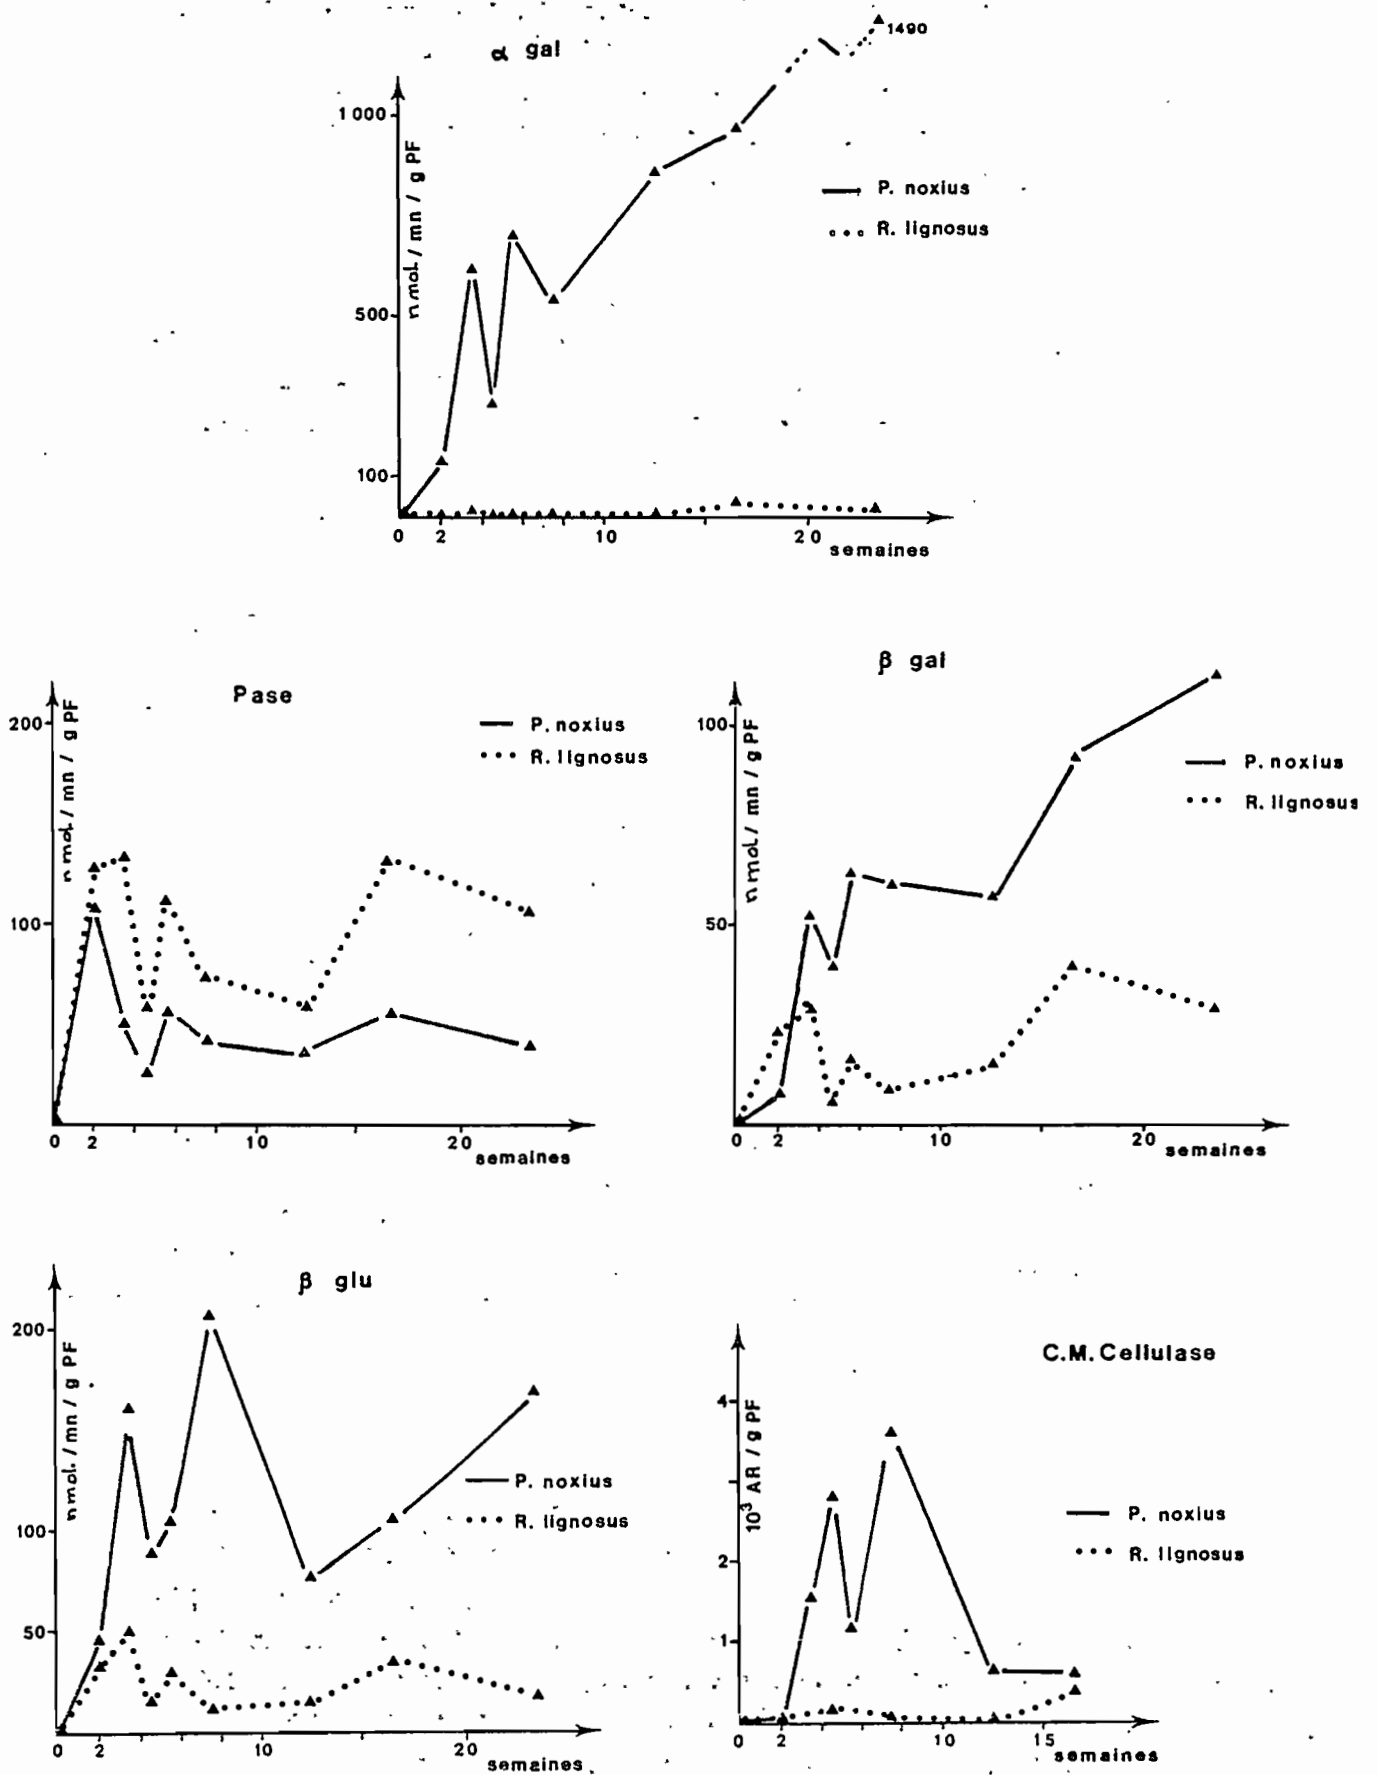 α gal
1490
1 000
500
100
n mol. / mn / g PF
P. noxius
R. lignosus
0 2 10 20
semaines
Pase
200
100
n mol. / mn / g PF
P. noxius
R. lignosus
0 2 10 20
semaines
β gal
100
50
n mol. / mn / g PF
P. noxius
R. lignosus
0 2 10 20
semaines
β glu
200
100
50
n mol. / mn / g PF
P. noxius
R. lignosus
0 2 10 20
semaines
C.M. Cellulase
4
2
1
10³ AR / g PF
P. noxius
R. lignosus
0 2 10 15
semaines